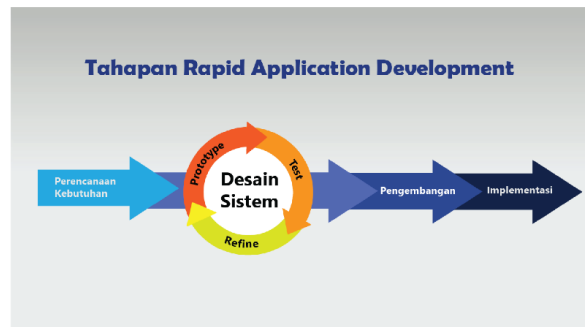 Tahapan Rapid Application Development
Perencanaan
Kebutuhan
Prototype
Test
Refine
Desain
Sistem
Pengembangan
Implementasi